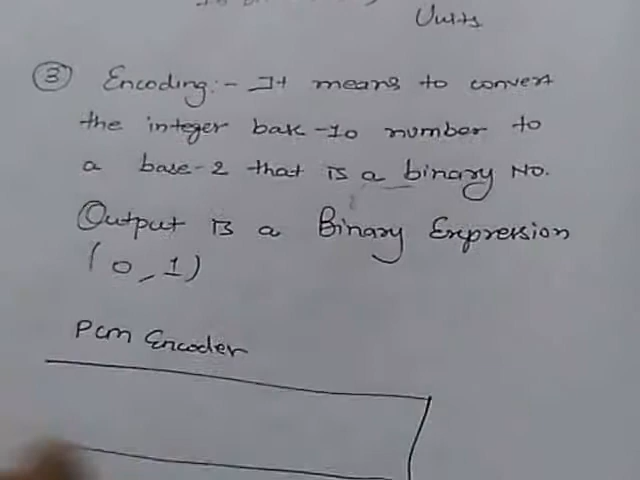 Units
③ Encoding:- It means to convert
the integer base-10 number to
a base-2 that is a binary No.
Output is a Binary Expression
(0, 1)
PCM Encoder